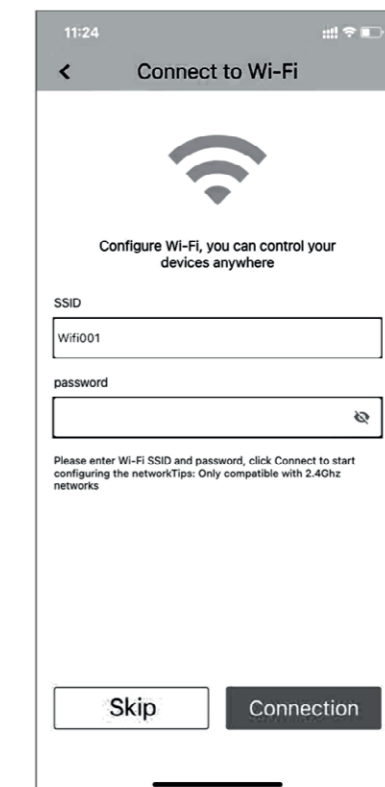 11:24
Connect to Wi-Fi
Configure Wi-Fi, you can control your
devices anywhere
SSID
Wifi001
password
Please enter Wi-Fi SSID and password, click Connect to start
configuring the networkTips: Only compatible with 2.4Ghz
networks
Skip
Connection